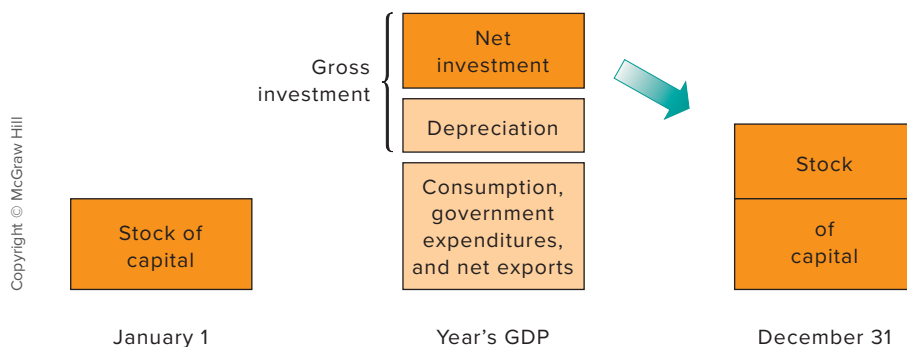 Copyright © McGraw Hill
Gross
investment
Net
investment
Depreciation
Consumption,
government
expenditures,
and net exports
Stock of
capital
Stock
of
capital
January 1
Year's GDP
December 31